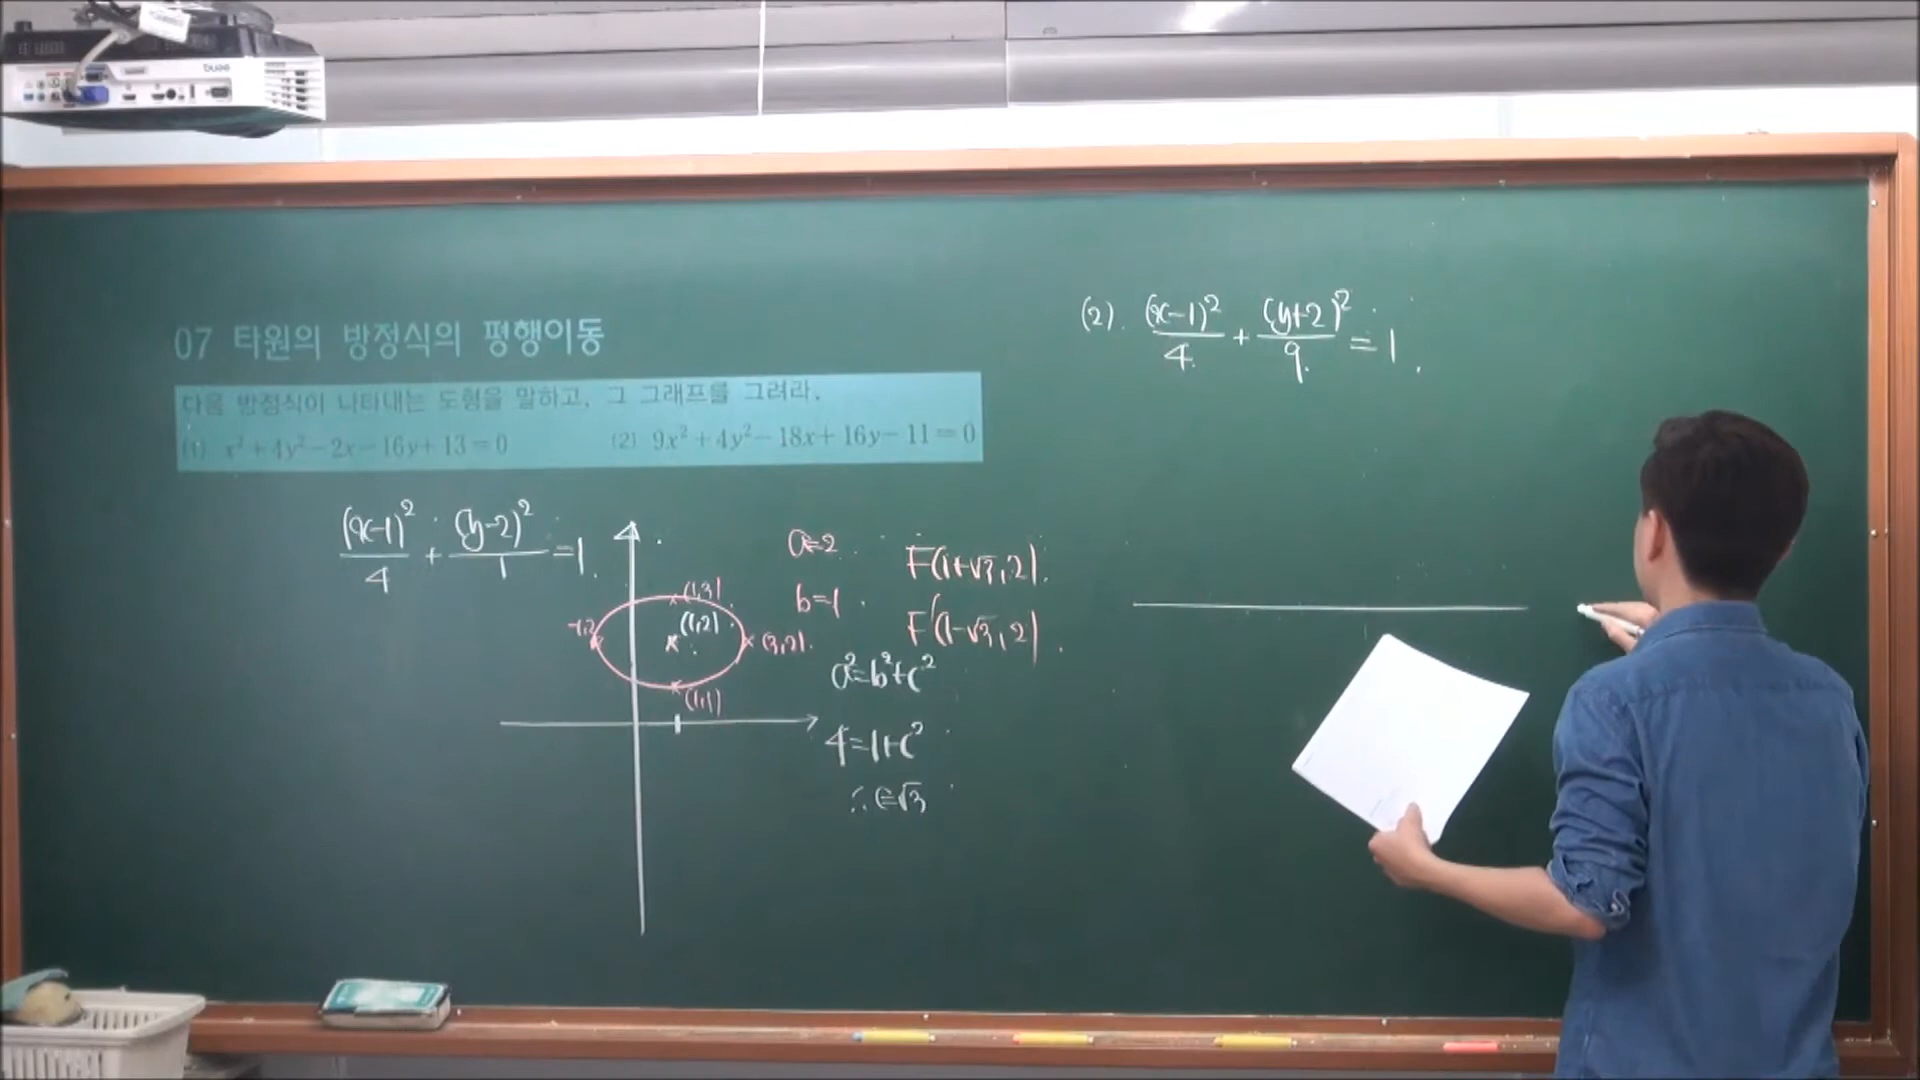 BenQ
07 타원의 방정식의 평행이동
다음 방정식이 나타내는 도형을 말하고, 그 그래프를 그려라.
(1) x²+4y²-2x-16y+13=0 (2) 9x²+4y²-18x+16y-11=0
(x-1)²/4 + (y-2)²/1 = 1.
(1,3)
(1,2)
-1,2
(3,2)
(1,1)
a=2
b=1
F(1+√3,2)
F'(1-√3,2)
a²=b²+c²
4=1+c²
∴ c=√3
(2). (x-1)²/4 + (y+2)²/9 = 1.